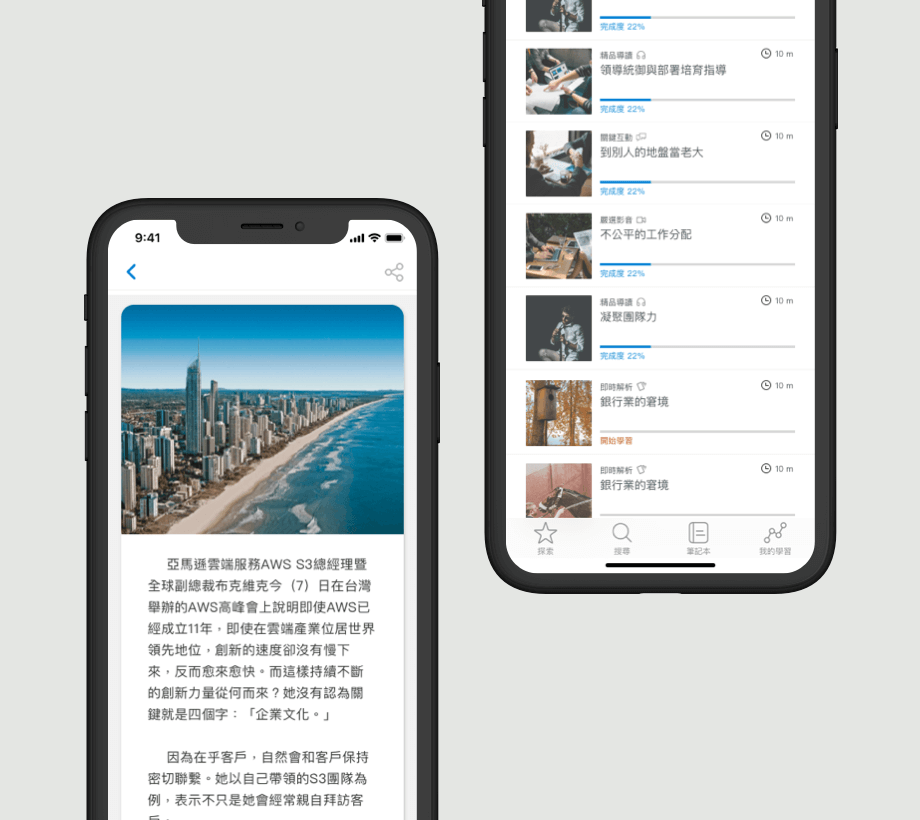 9:41
亞馬遜雲端服務AWS S3總經理暨
全球副總裁布克維克今（7）日在台灣
舉辦的AWS高峰會上說明即使AWS已
經成立11年，即使在雲端產業位居世界
領先地位，創新的速度卻沒有慢下
來，反而愈來愈快。而這樣持續不斷
的創新力量從何而來？她沒有認為關
鍵就是四個字：「企業文化。」
因為在乎客戶，自然會和客戶保持
密切聯繫。她以自己帶領的S3團隊為
例，表示不只是她會經常親自拜訪客
戶，
完成度 22%
精品導讀
10 m
領導統御與部署培育指導
完成度 22%
關鍵互動
10 m
到別人的地盤當老大
完成度 22%
嚴選影音
10 m
不公平的工作分配
完成度 22%
精品導讀
10 m
凝聚團隊力
完成度 22%
即時解析
10 m
銀行業的窘境
開始學習
即時解析
10 m
銀行業的窘境
探索
搜尋
筆記本
我的學習